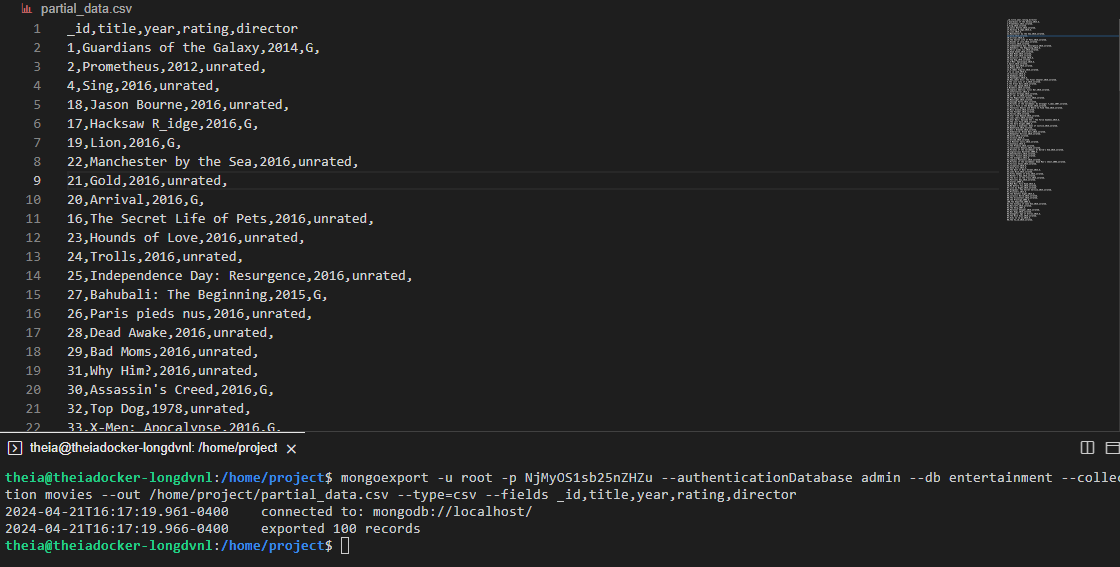 partial_data.csv
1 _id,title,year,rating,director
2 1,Guardians of the Galaxy,2014,G,
3 2,Prometheus,2012,unrated,
4 4,Sing,2016,unrated,
5 18,Jason Bourne,2016,unrated,
6 17,Hacksaw R_idge,2016,G,
7 19,Lion,2016,G,
8 22,Manchester by the Sea,2016,unrated,
9 21,Gold,2016,unrated,
10 20,Arrival,2016,G,
11 16,The Secret Life of Pets,2016,unrated,
12 23,Hounds of Love,2016,unrated,
13 24,Trolls,2016,unrated,
14 25,Independence Day: Resurgence,2016,unrated,
15 27,Bahubali: The Beginning,2015,G,
16 26,Paris pieds nus,2016,unrated,
17 28,Dead Awake,2016,unrated,
18 29,Bad Moms,2016,unrated,
19 31,Why Him?,2016,unrated,
20 30,Assassin's Creed,2016,G,
21 32,Top Dog,1978,unrated,
22 33,X-Men: Apocalypse,2016,G,
theia@theiadocker-longdvnl: /home/project
theia@theiadocker-longdvnl:/home/project$ mongoexport -u root -p NjMyOS1sb25nZHZu --authenticationDatabase admin --db entertainment --collec
tion movies --out /home/project/partial_data.csv --type=csv --fields _id,title,year,rating,director
2024-04-21T16:17:19.961-0400 connected to: mongodb://localhost/
2024-04-21T16:17:19.966-0400 exported 100 records
theia@theiadocker-longdvnl:/home/project$